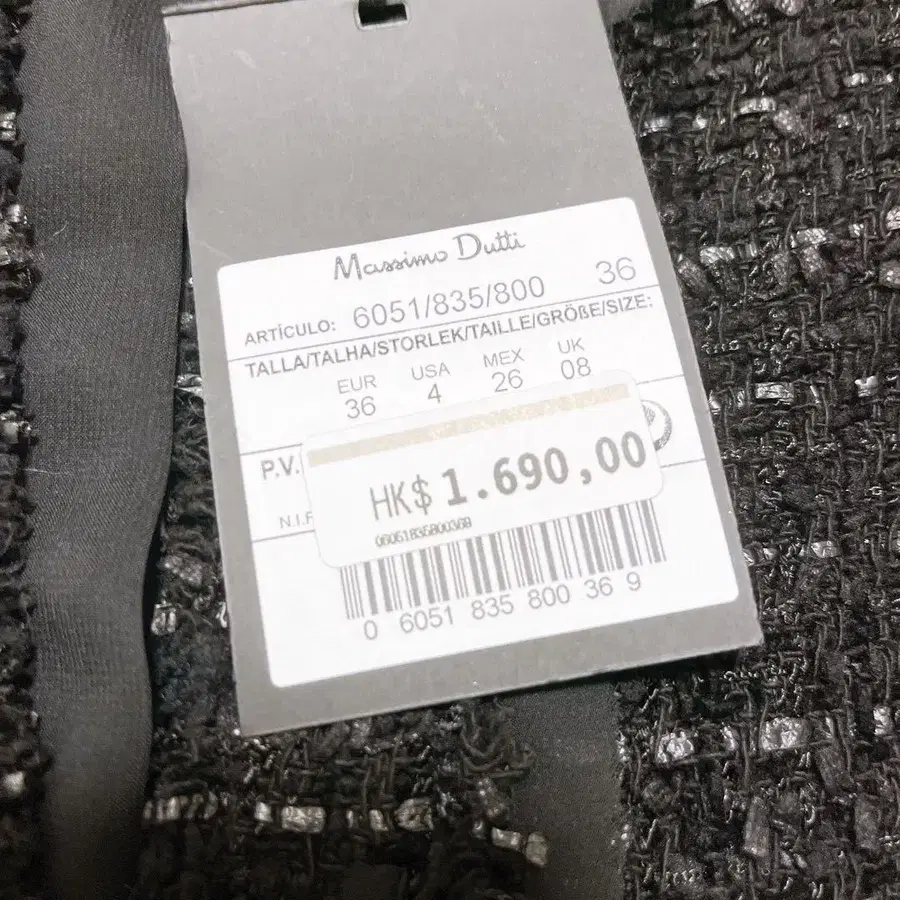 Massimo Dutti
ARTÍCULO: 6051/835/800 36
TALLA/TALHA/STORLEK/TAILLE/GRÖßE/SIZE:
EUR USA MEX UK
36 4 26 08
P.V.
HK$ 1.690,00
N.I.F
06051835800369
0 6051 835 800 36 9